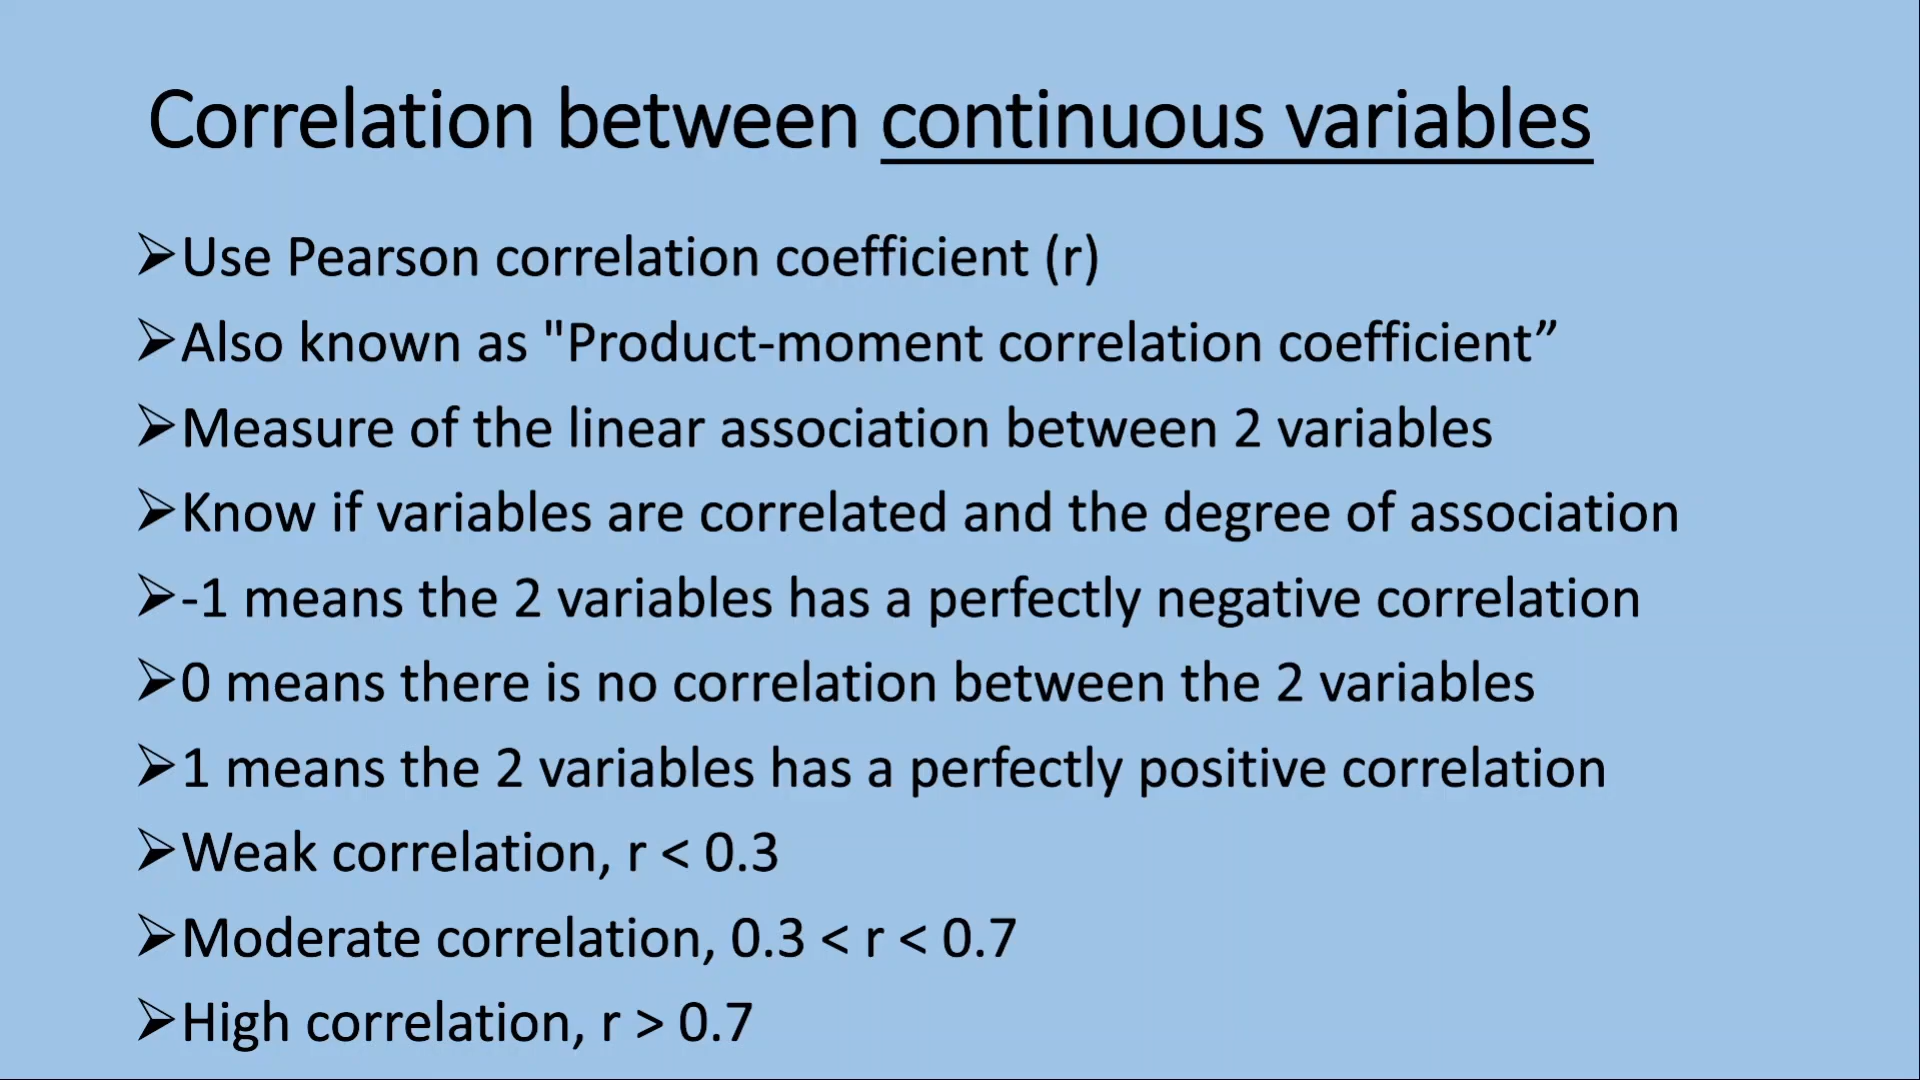 Correlation between continuous variables
➢Use Pearson correlation coefficient (r)
➢Also known as "Product-moment correlation coefficient”
➢Measure of the linear association between 2 variables
➢Know if variables are correlated and the degree of association
➢-1 means the 2 variables has a perfectly negative correlation
➢0 means there is no correlation between the 2 variables
➢1 means the 2 variables has a perfectly positive correlation
➢Weak correlation, r < 0.3
➢Moderate correlation, 0.3 < r < 0.7
➢High correlation, r > 0.7